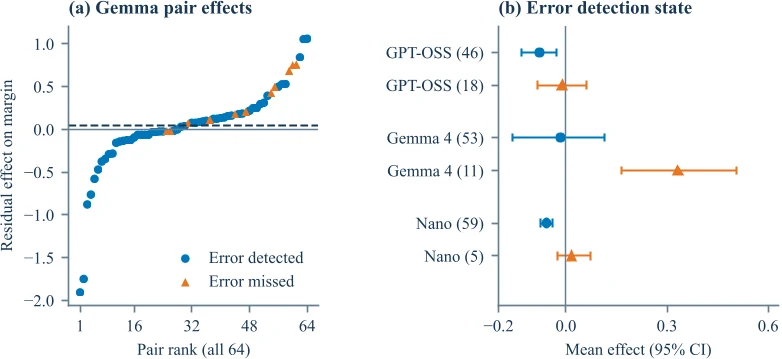 (a) Gemma pair effects
Residual effect on margin
1.0
0.5
0.0
−0.5
−1.0
−1.5
−2.0
Error detected
Error missed
1 16 32 48 64
Pair rank (all 64)
(b) Error detection state
GPT-OSS (46)
GPT-OSS (18)
Gemma 4 (53)
Gemma 4 (11)
Nano (59)
Nano (5)
−0.2 0.0 0.3 0.6
Mean effect (95% CI)